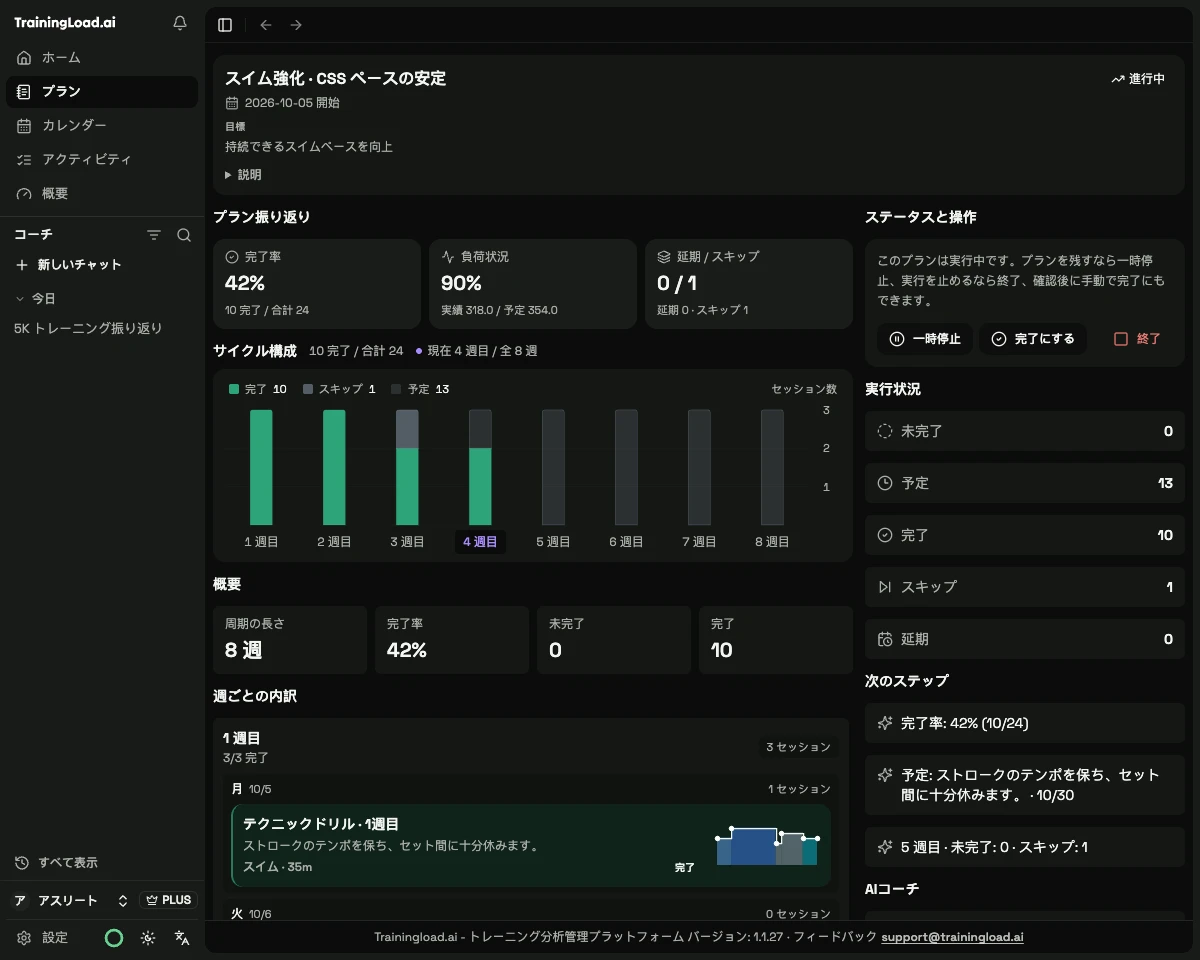 TrainingLoad.ai
ホーム
プラン
カレンダー
アクティビティ
概要
コーチ
新しいチャット
今日
5K トレーニング振り返り
すべて表示
ア アスリート PLUS
設定
スイム強化 · CSS ペースの安定
進行中
2026-10-05 開始
目標
持続できるスイムペースを向上
説明
プラン振り返り
完了率
42%
10 完了 / 合計 24
負荷状況
90%
実績 318.0 / 予定 354.0
延期 / スキップ
0 / 1
延期 0 · スキップ 1
サイクル構成 10 完了 / 合計 24 現在 4 週目 / 全 8 週
完了 10 スキップ 1 予定 13 セッション数
3
2
1
1 週目 2 週目 3 週目 4 週目 5 週目 6 週目 7 週目 8 週目
概要
周期の長さ
8 週
完了率
42%
未完了
0
完了
10
週ごとの内訳
1 週目
3/3 完了
3 セッション
月 10/5 1 セッション
テクニックドリル · 1週目
ストロークのテンポを保ち、セット間に十分休みます。
スイム · 35m
完了
火 10/6 0 セッション
ステータスと操作
このプランは実行中です。プランを残すなら一時停
止、実行を止めるなら終了、確認後に手動で完了にも
できます。
一時停止 完了にする 終了
実行状況
未完了 0
予定 13
完了 10
スキップ 1
延期 0
次のステップ
完了率: 42% (10/24)
予定: ストロークのテンポを保ち、セット
間に十分休みます。 · 10/30
5 週目 · 未完了: 0 · スキップ: 1
AIコーチ
Trainingload.ai - トレーニング分析管理プラットフォーム バージョン: 1.1.27 · フィードバック support@trainingload.ai